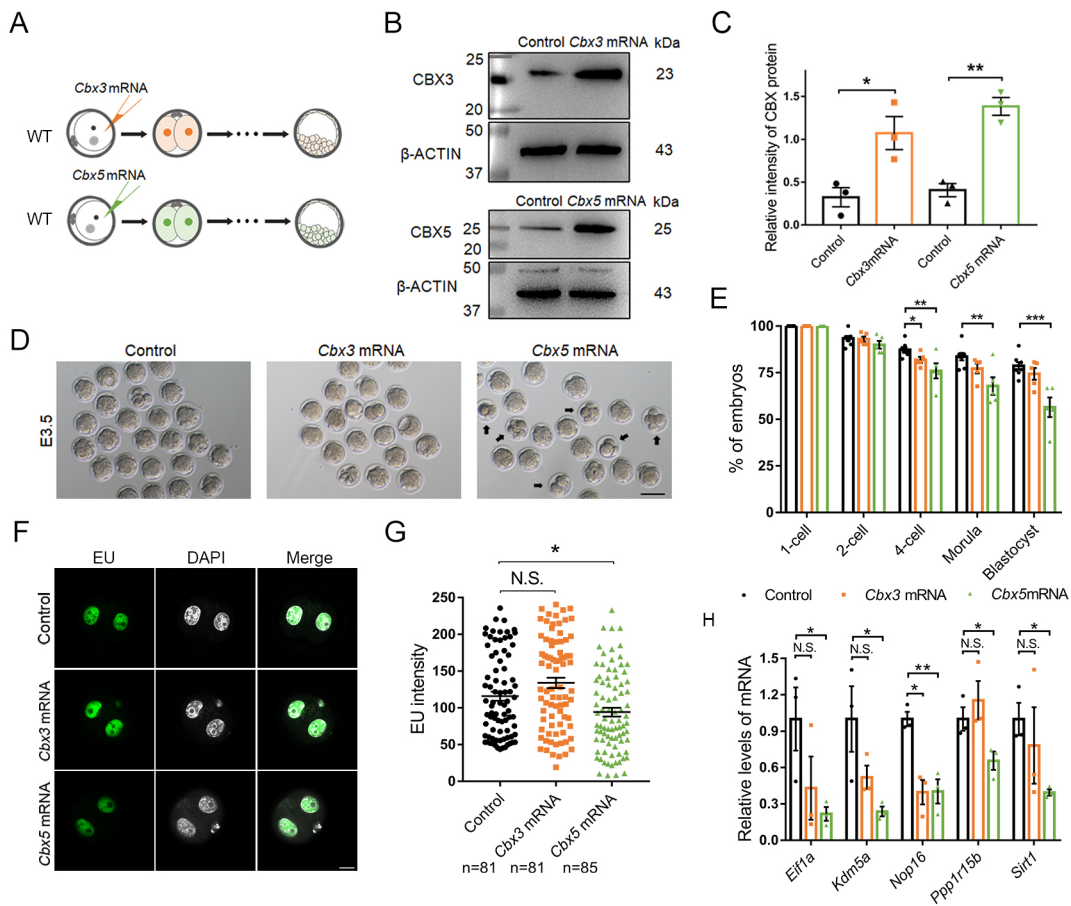 A
Cbx3 mRNA
WT
Cbx5 mRNA
WT
B
Control Cbx3 mRNA kDa
25
CBX3
23
20
50
β-ACTIN
43
37
Control Cbx5 mRNA kDa
CBX5
25
25
20
50
β-ACTIN
43
37
C
Relative intensity of CBX protein
1.5
1.0
0.5
0.0
*
**
Control
Cbx3mRNA
Control
Cbx5 mRNA
D
Control
Cbx3 mRNA
Cbx5 mRNA
E3.5
E
% of embryos
100
75
50
25
0
*
**
**
***
1-cell
2-cell
4-cell
Morula
Blastocyst
Control
Cbx3 mRNA
Cbx5mRNA
F
EU
DAPI
Merge
Control
Cbx3 mRNA
Cbx5 mRNA
G
EU intensity
250
200
150
100
50
0
*
N.S.
Control
Cbx3 mRNA
Cbx5 mRNA
n=81
n=81
n=85
H
Relative levels of mRNA
1.5
1.2
0.9
0.6
0.3
0.0
*
N.S.
*
N.S.
**
*
*
N.S.
*
N.S.
Eif1a
Kdm5a
Nop16
Ppp1r15b
Sirt1